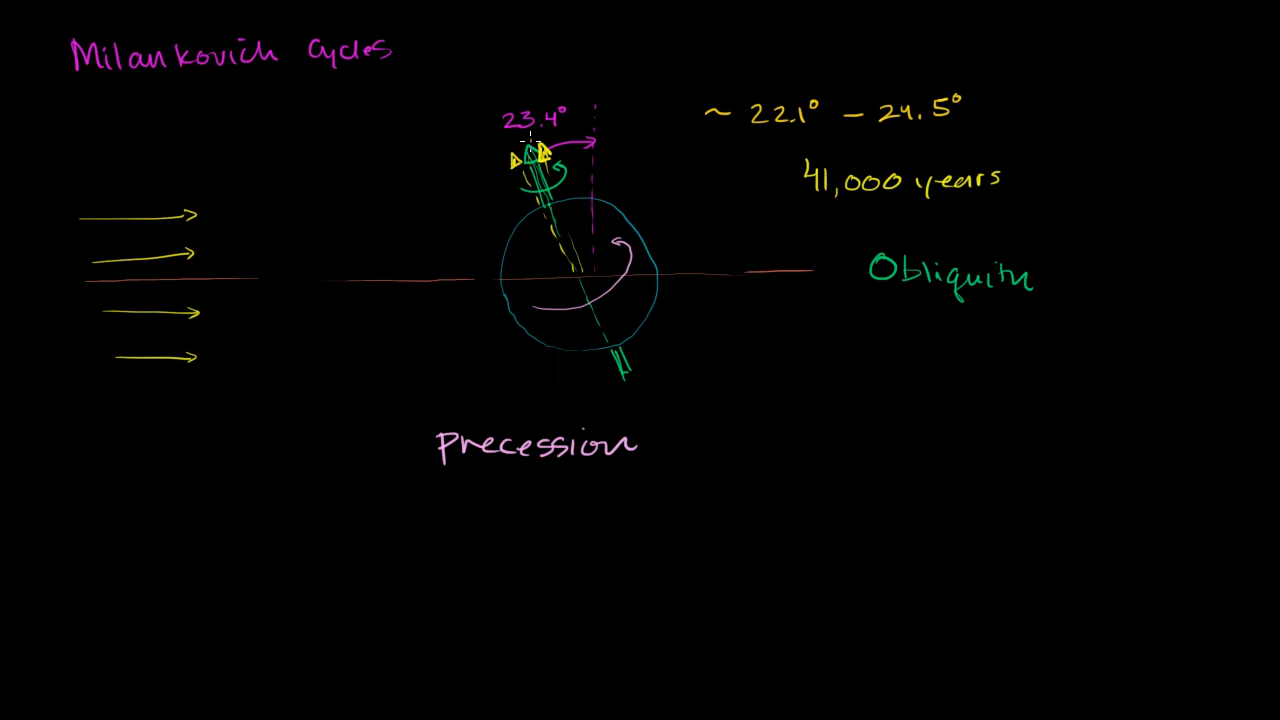 Milankovich Cycles
23.4°
~ 22.1° – 24.5°
41,000 years
Obliquity
Precession